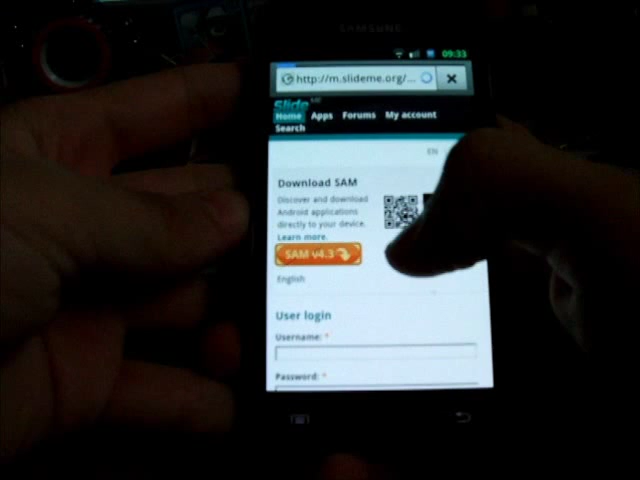 SAMSUNG
09:33
http://m.slideme.org/...
Slide ME
Home Apps Forums My account
Search
EN
Download SAM
Discover and download
Android applications
directly to your device.
Learn more.
SAM v4.3
English
User login
Username: *
Password: *